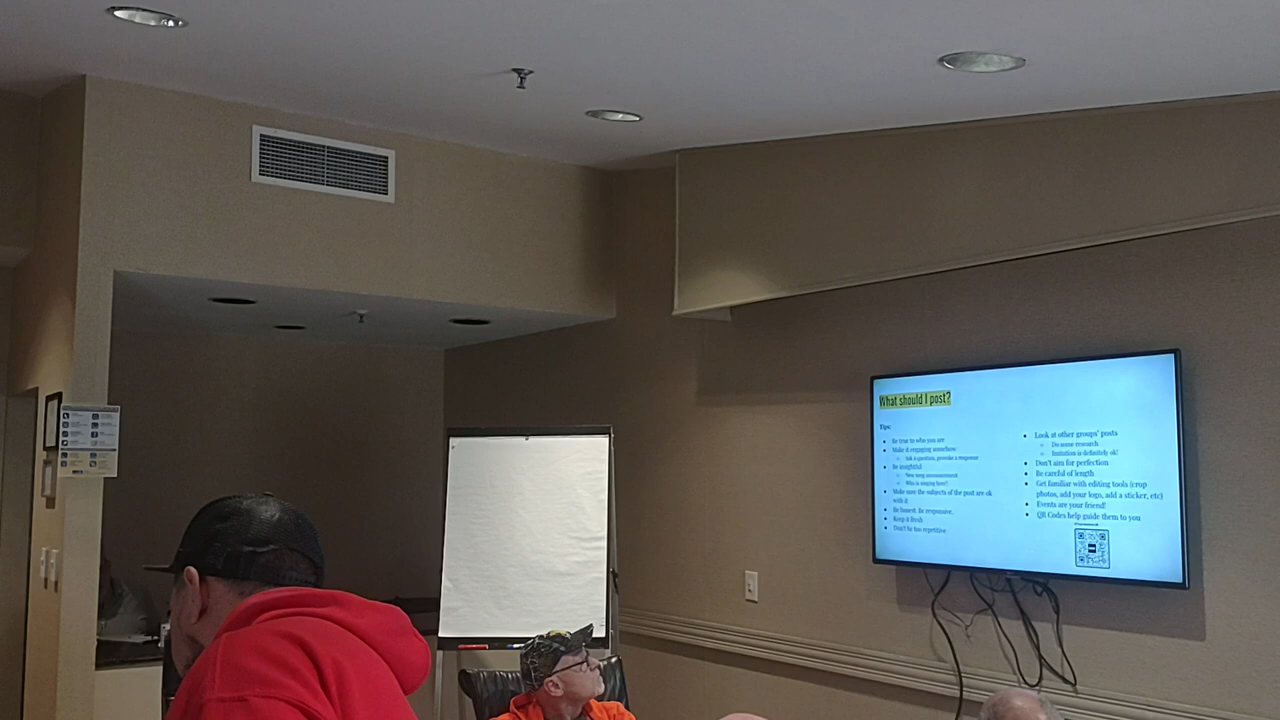 What should I post?
Tips:
Be true to who you are
Make it engaging somehow
Ask a question, provoke a response
Be insightful
New song announcement
Who is singing here?
Make sure the subjects of the post are ok
with it
Be honest. Be responsive.
Keep it fresh
Don't be too repetitive
Look at other groups' posts
Do some research
Imitation is definitely ok!
Don't aim for perfection
Be careful of length
Get familiar with editing tools (crop
photos, add your logo, add a sticker, etc)
Events are your friend!
QR Codes help guide them to you